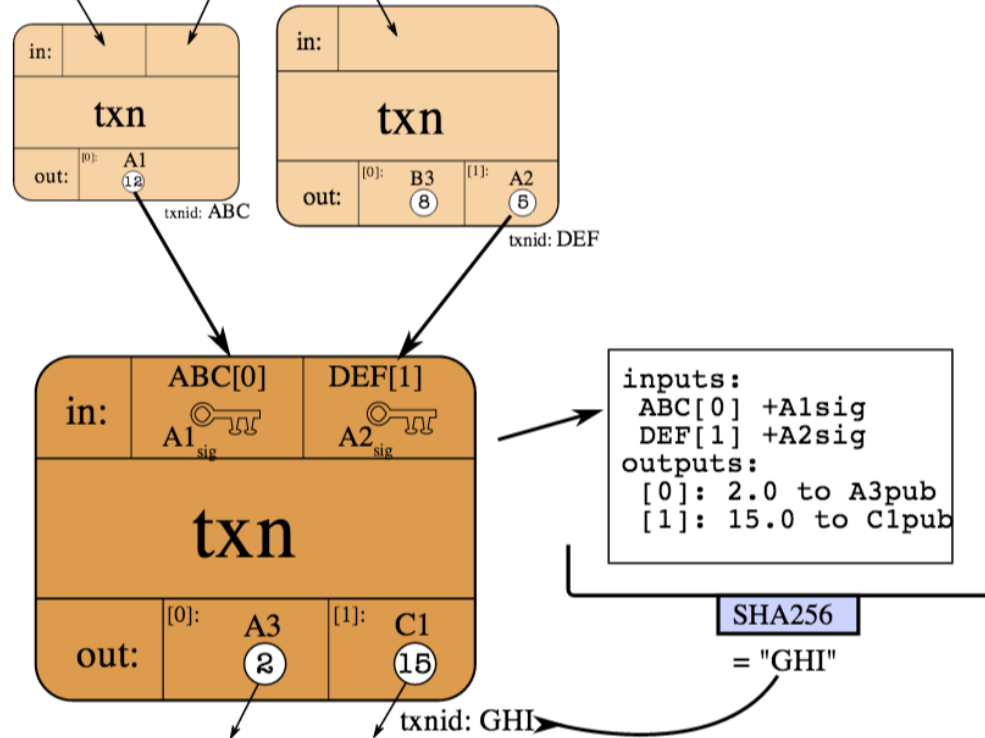 in:
txn
out:
[0]:
A1
12
txnid: ABC
in:
txn
out:
[0]:
B3
8
[1]:
A2
5
txnid: DEF
in:
ABC[0]
A1sig
DEF[1]
A2sig
txn
out:
[0]:
A3
2
[1]:
C1
15
txnid: GHI
inputs:
ABC[0] +A1sig
DEF[1] +A2sig
outputs:
[0]: 2.0 to A3pub
[1]: 15.0 to C1pub
SHA256
= "GHI"